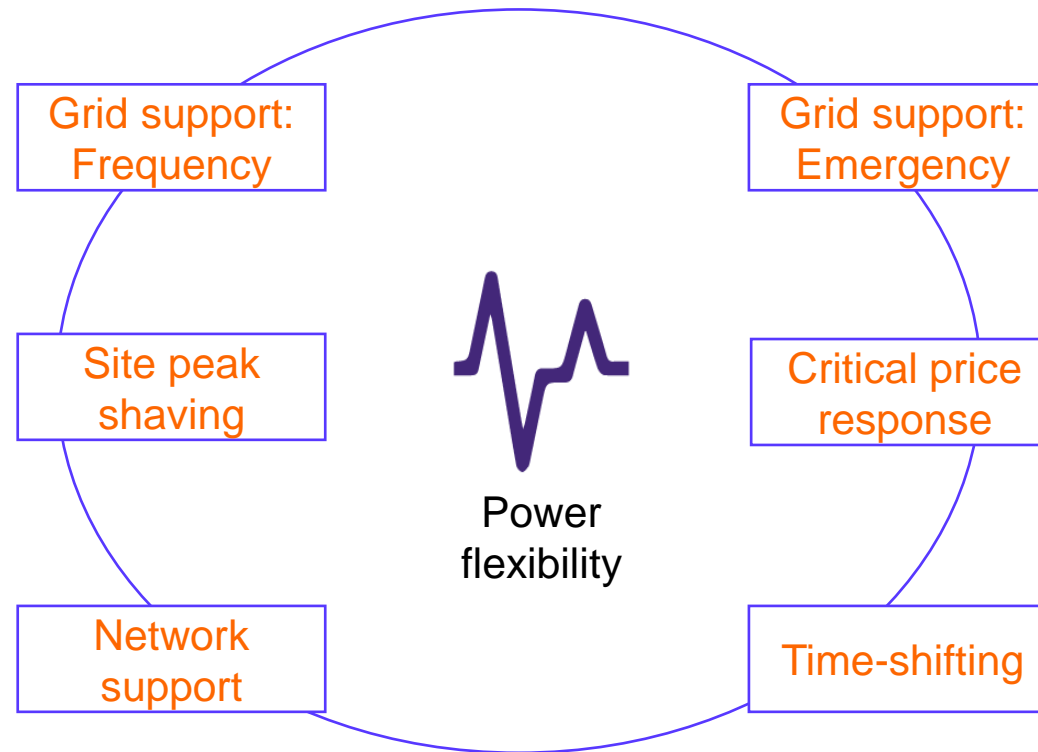 Grid support:
Frequency
Grid support:
Emergency
Site peak
shaving
Critical price
response
Power
flexibility
Network
support
Time-shifting